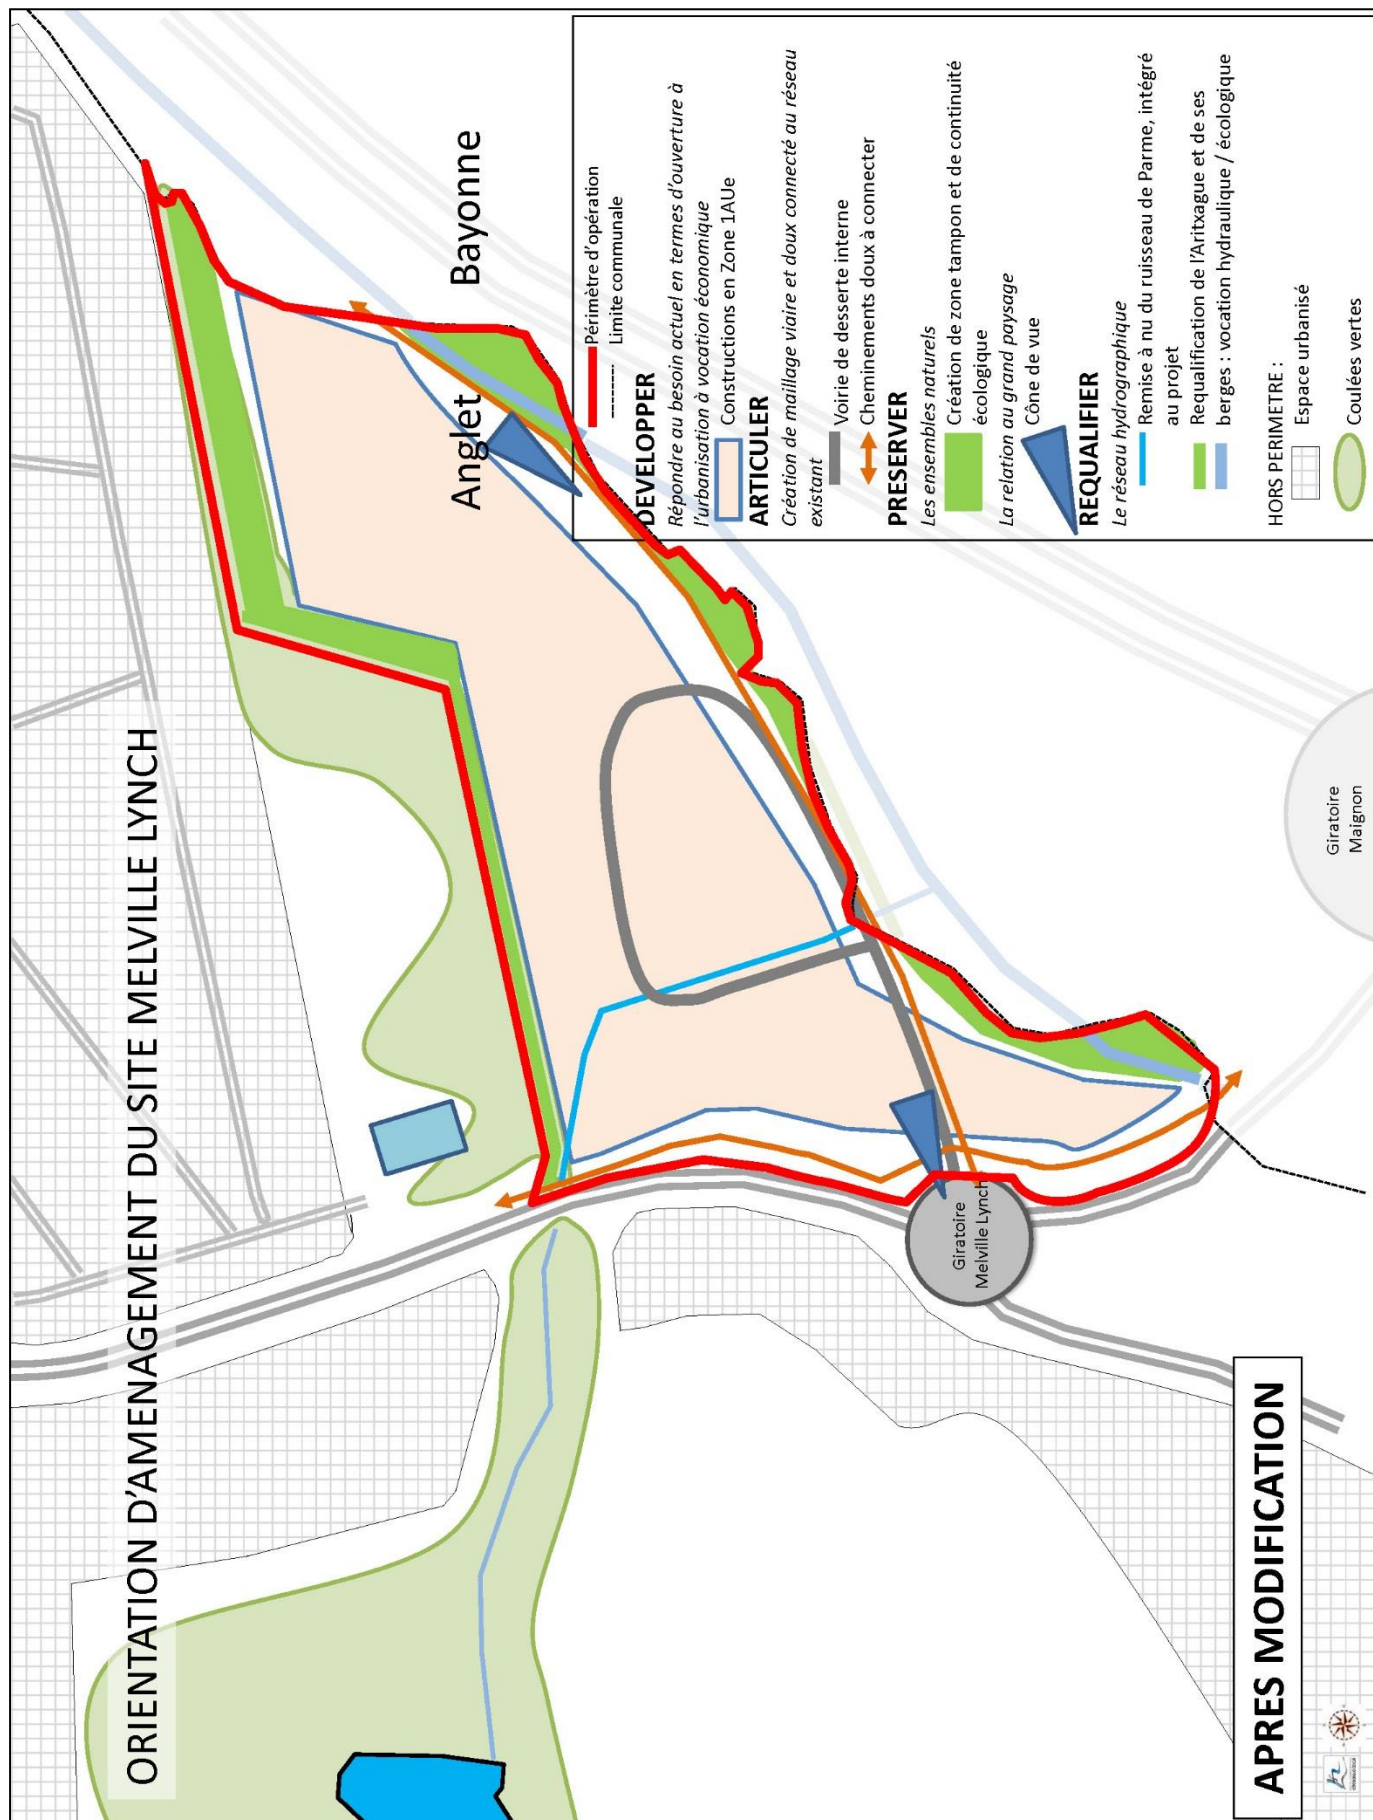 ORIENTATION D'AMENAGEMENT DU SITE MELVILLE LYNCH
Anglet
Bayonne
Périmètre d'opération
Limite communale
DEVELOPPER
Répondre au besoin actuel en termes d'ouverture à
l'urbanisation à vocation économique
Constructions en Zone 1AUe
ARTICULER
Création de maillage viaire et doux connecté au réseau
existant
Voirie de desserte interne
Cheminements doux à connecter
PRESERVER
Les ensembles naturels
Création de zone tampon et de continuité
écologique
La relation au grand paysage
Cône de vue
REQUALIFIER
Le réseau hydrographique
Remise à nu du ruisseau de Parme, intégré
au projet
Requalification de l'Aritxague et de ses
berges : vocation hydraulique / écologique
HORS PERIMETRE :
Espace urbanisé
Coulées vertes
Giratoire
Melville Lynch
Giratoire
Maignon
APRES MODIFICATION